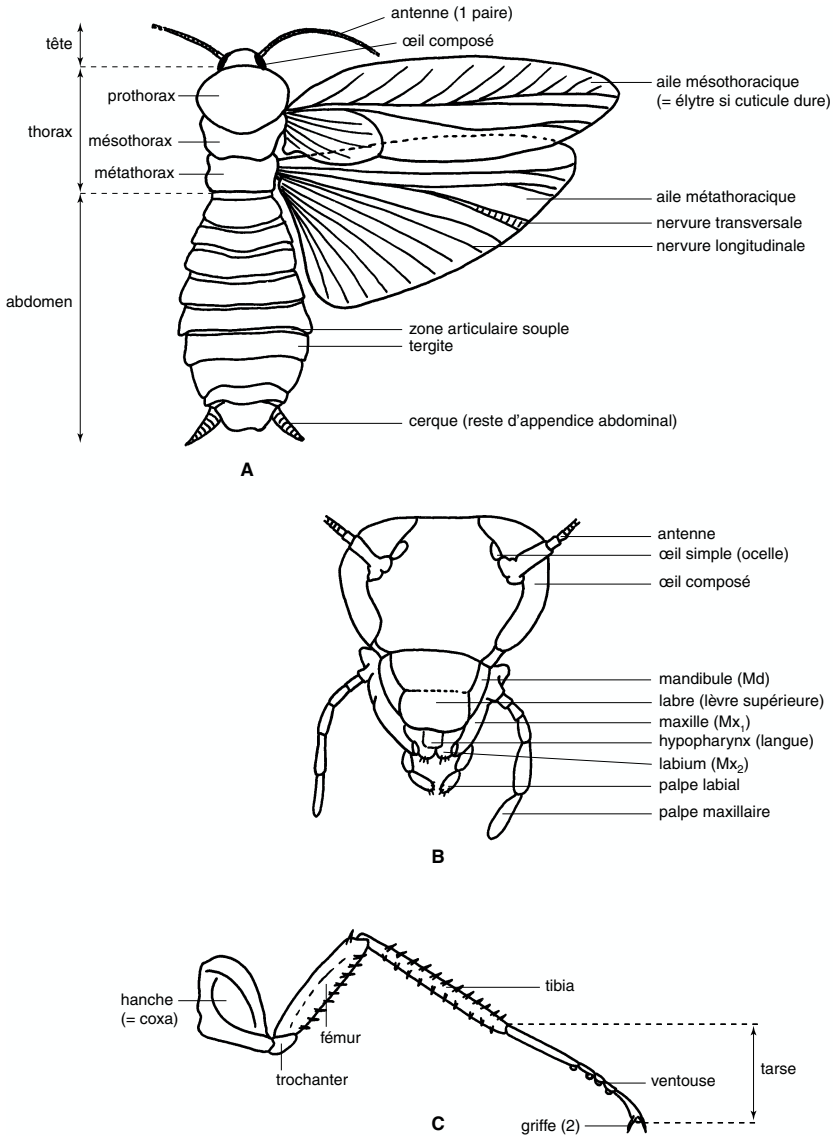 antenne (1 paire)
tête
œil composé
aile mésothoracique
(= élytre si cuticule dure)
prothorax
thorax
mésothorax
métathorax
aile métathoracique
nervure transversale
nervure longitudinale
abdomen
zone articulaire souple
tergite
cerque (reste d'appendice abdominal)
A
antenne
œil simple (ocelle)
œil composé
mandibule (Md)
labre (lèvre supérieure)
maxille (Mx1)
hypopharynx (langue)
labium (Mx2)
palpe labial
palpe maxillaire
B
hanche
(= coxa)
tibia
fémur
trochanter
ventouse
tarse
griffe (2)
C